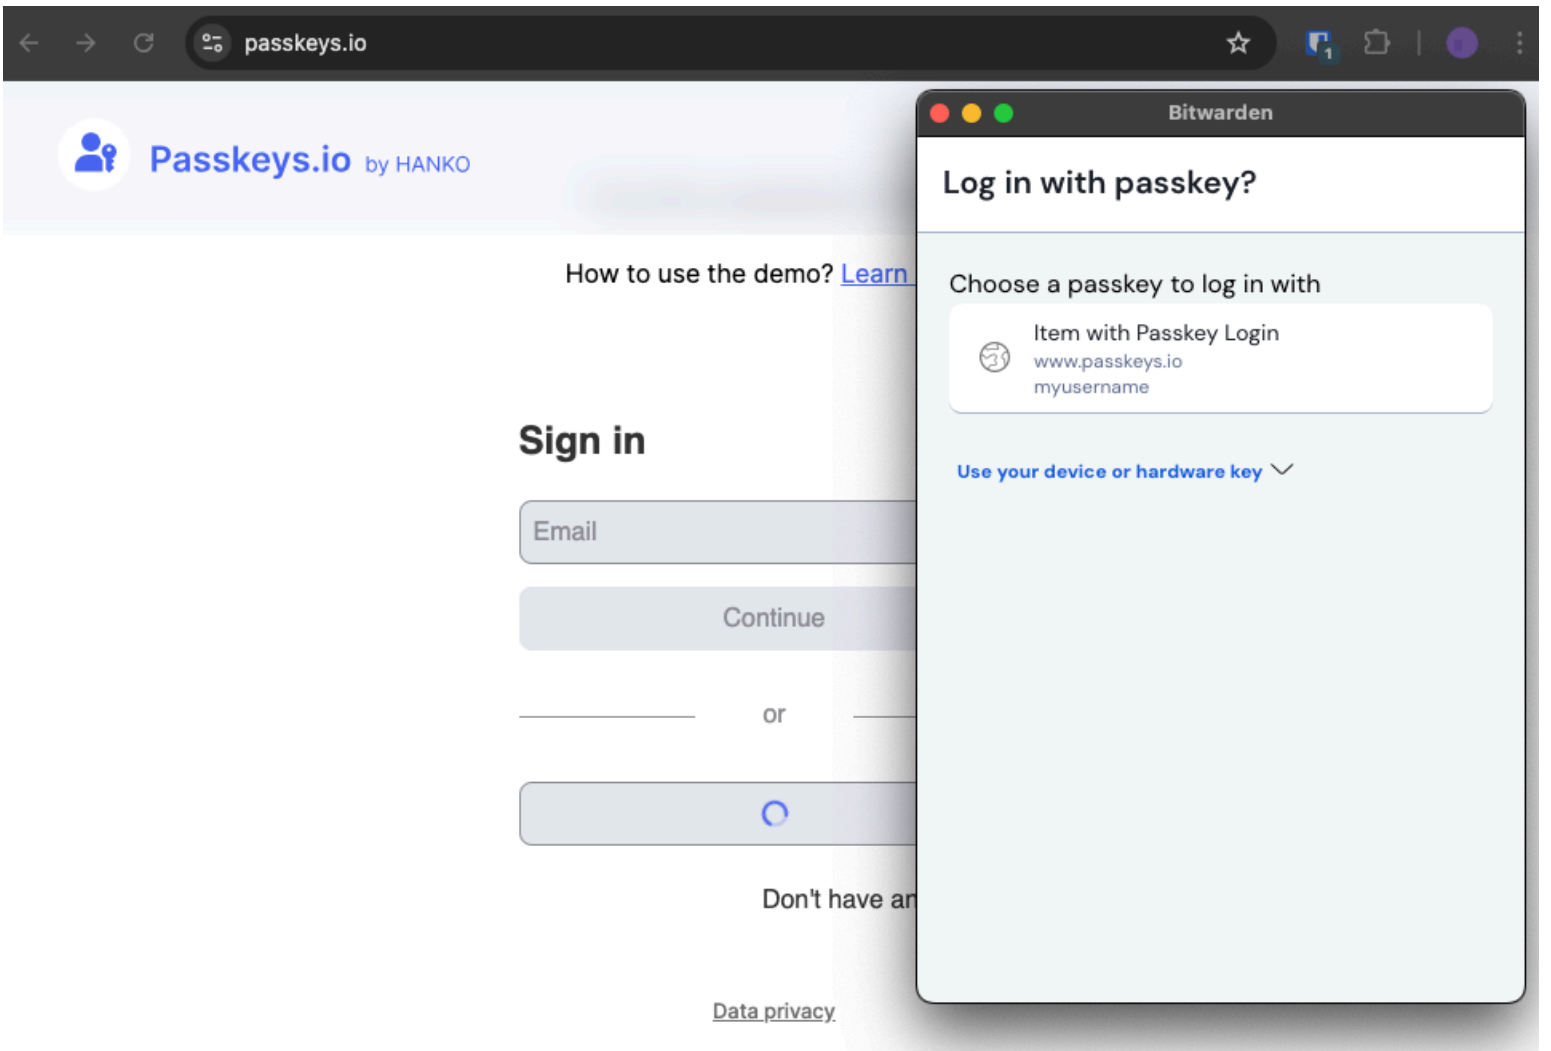 passkeys.io
1
Bitwarden
Passkeys.io by HANKO
Log in with passkey?
How to use the demo? Learn
Choose a passkey to log in with
Item with Passkey Login
www.passkeys.io
myusername
Sign in
Use your device or hardware key
Email
Continue
or
Don't have an
Data privacy